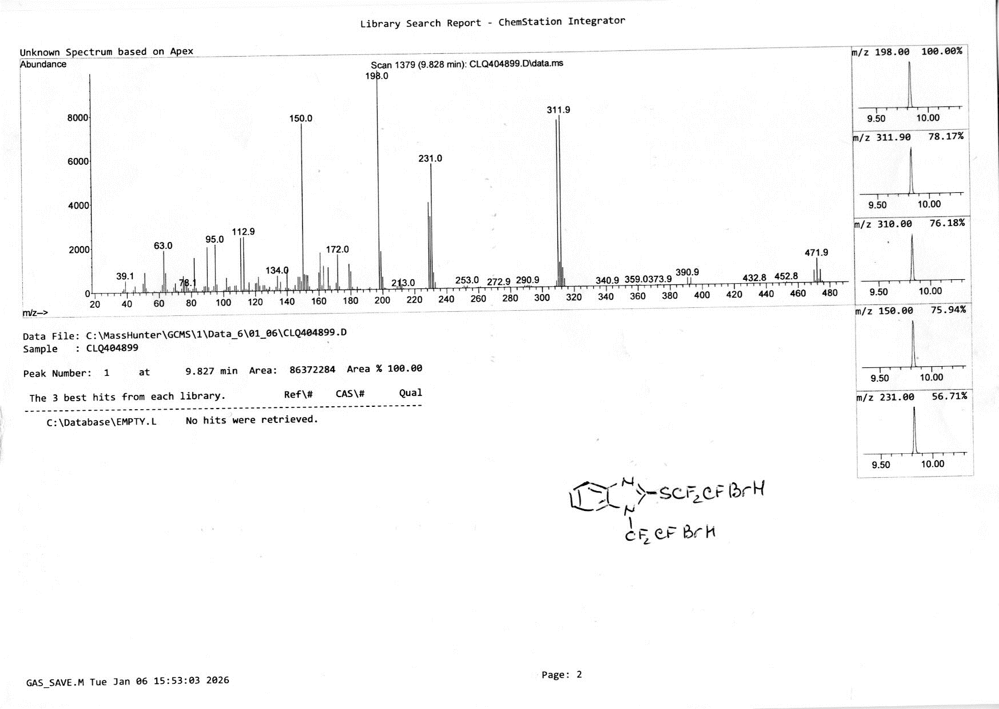 Library Search Report - ChemStation Integrator
Unknown Spectrum based on Apex
Abundance
Scan 1379 (9.828 min): CLQ404899.D\data.ms
198.0
311.9
150.0
231.0
112.9
95.0
63.0
172.0
471.9
134.0
39.1
78.1
213.0
253.0
272.9
290.9
340.9
359.0
373.9
390.9
432.8
452.8
8000
6000
4000
2000
0
20 40 60 80 100 120 140 160 180 200 220 240 260 280 300 320 340 360 380 400 420 440 460 480
m/z-->
m/z 198.00 100.00%
9.50 10.00
m/z 311.90 78.17%
9.50 10.00
m/z 310.00 76.18%
9.50 10.00
m/z 150.00 75.94%
9.50 10.00
m/z 231.00 56.71%
9.50 10.00
Data File: C:\MassHunter\GCMS\1\Data_6\01_06\CLQ404899.D
Sample : CLQ404899
Peak Number: 1 at 9.827 min Area: 86372284 Area % 100.00
The 3 best hits from each library. Ref\# CAS\# Qual
C:\Database\EMPTY.L No hits were retrieved.
N
SCF2CFBrH
N
CF2CFBrH
GAS_SAVE.M Tue Jan 06 15:53:03 2026
Page: 2